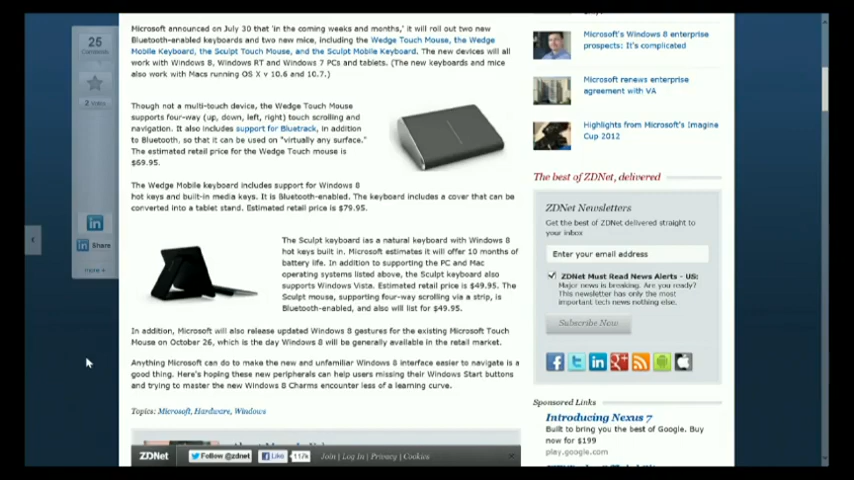 25
Comments
2 Votes
Share
more +
Microsoft announced on July 30 that 'in the coming weeks and months,' it will roll out two new
Bluetooth-enabled keyboards and two new mice, including the Wedge Touch Mouse, the Wedge
Mobile Keyboard, the Sculpt Touch Mouse, and the Sculpt Mobile Keyboard. The new devices will all
work with Windows 8, Windows RT and Windows 7 PCs and tablets. (The new keyboards and mice
also work with Macs running OS X v 10.6 and 10.7.)
Though not a multi-touch device, the Wedge Touch Mouse
supports four-way (up, down, left, right) touch scrolling and
navigation. It also includes support for Bluetrack, in addition
to Bluetooth, so that it can be used on "virtually any surface."
The estimated retail price for the Wedge Touch mouse is
$69.95.
The Wedge Mobile keyboard includes support for Windows 8
hot keys and built-in media keys. It is Bluetooth-enabled. The keyboard includes a cover that can be
converted into a tablet stand. Estimated retail price is $79.95.
The Sculpt keyboard ias a natural keyboard with Windows 8
hot keys built in. Microsoft estimates it will offer 10 months of
battery life. In addition to supporting the PC and Mac
operating systems listed above, the Sculpt keyboard also
supports Windows Vista. Estimated retail price is $49.95. The
Sculpt mouse, supporting four-way scrolling via a strip, is
Bluetooth-enabled, and also will list for $49.95.
In addition, Microsoft will also release updated Windows 8 gestures for the existing Microsoft Touch
Mouse on October 26, which is the day Windows 8 will be generally available in the retail market.
Anything Microsoft can do to make the new and unfamiliar Windows 8 interface easier to navigate is a
good thing. Here's hoping these new peripherals can help users missing their Windows Start buttons
and trying to master the new Windows 8 Charms encounter less of a learning curve.
Topics: Microsoft, Hardware, Windows
Microsoft's Windows 8 enterprise
prospects: It's complicated
Microsoft renews enterprise
agreement with VA
Highlights from Microsoft's Imagine
Cup 2012
The best of ZDNet, delivered
ZDNet Newsletters
Get the best of ZDNet delivered straight to
your inbox
Enter your email address
ZDNet Must Read News Alerts - US:
Major news is breaking. Are you ready?
This newsletter has only the most
important tech news nothing else.
Subscribe Now
Sponsored Links
Introducing Nexus 7
Built to bring you the best of Google. Buy
now for $199
play.google.com
ZDNet Follow @zdnet Like 117k Join | Log In | Privacy | Cookies